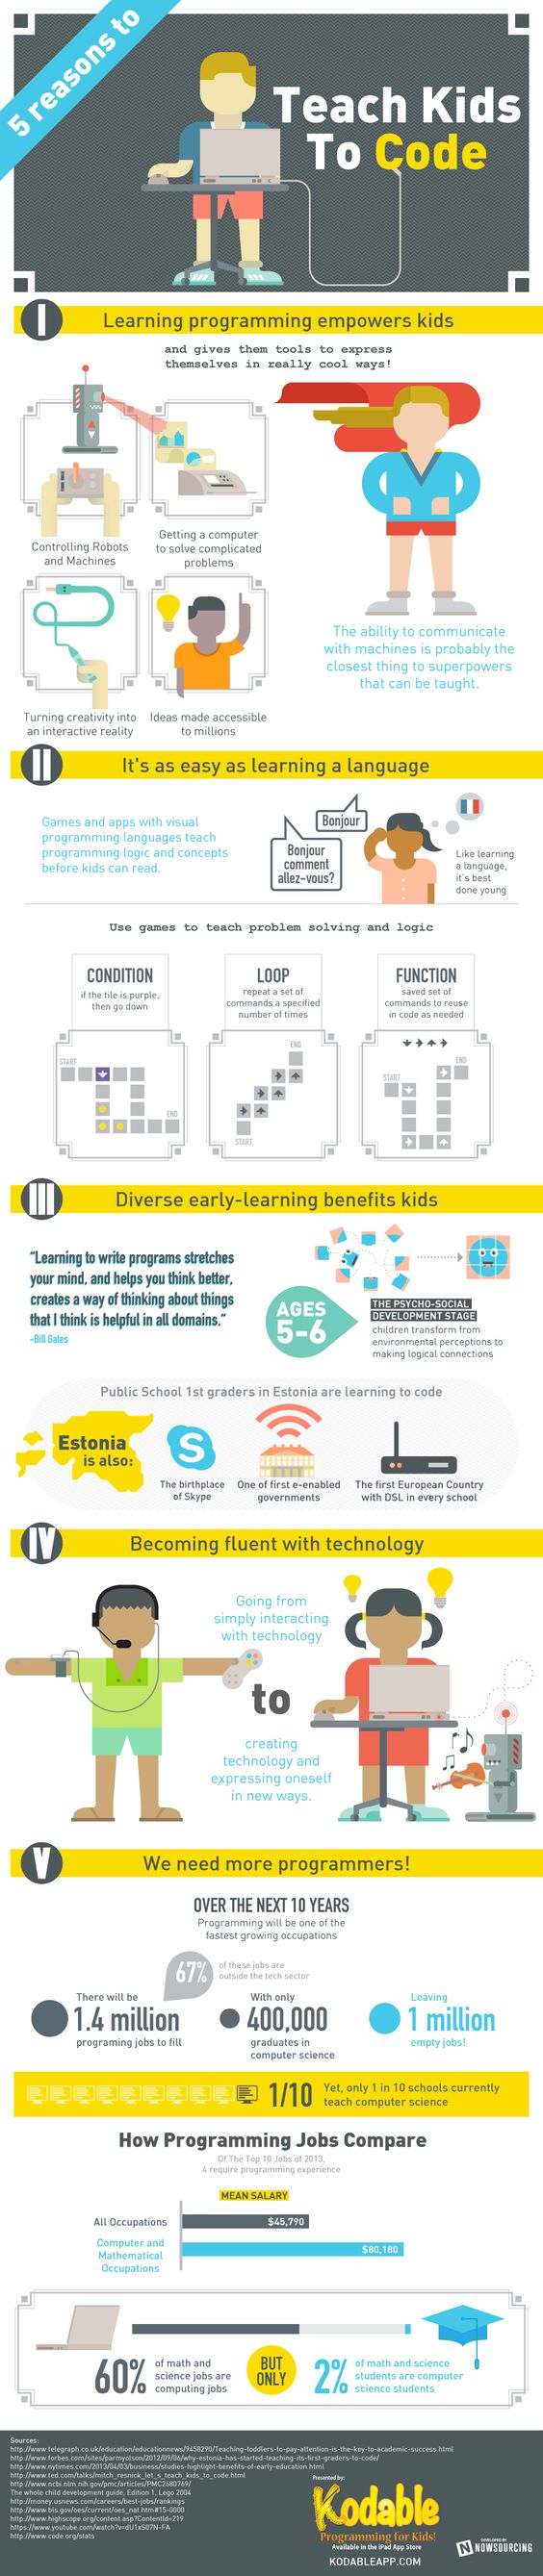 5 reasons to
Teach Kids
To Code
I
Learning programming empowers kids
and gives them tools to express
themselves in really cool ways!
Controlling Robots
and Machines
Getting a computer
to solve complicated
problems
Turning creativity into
an interactive reality
Ideas made accessible
to millions
The ability to communicate
with machines is probably the
closest thing to superpowers
that can be taught.
II
It's as easy as learning a language
Games and apps with visual
programming languages teach
programming logic and concepts
before kids can read.
Bonjour
Bonjour
comment
allez-vous?
Like learning
a language,
it's best
done young
Use games to teach problem solving and logic
CONDITION
if the tile is purple,
then go down
START
END
LOOP
repeat a set of
commands a specified
number of times
END
START
FUNCTION
saved set of
commands to reuse
in code as needed
START
END
III
Diverse early-learning benefits kids
"Learning to write programs stretches
your mind, and helps you think better,
creates a way of thinking about things
that I think is helpful in all domains."
-Bill Gates
AGES
5-6
THE PSYCHO-SOCIAL
DEVELOPMENT STAGE
children transform from
environmental perceptions to
making logical connections
Public School 1st graders in Estonia are learning to code
Estonia
is also:
S
The birthplace
of Skype
One of first e-enabled
governments
The first European Country
with DSL in every school
IV
Becoming fluent with technology
Going from
simply interacting
with technology
to
creating
technology and
expressing oneself
in new ways.
V
We need more programmers!
OVER THE NEXT 10 YEARS
Programming will be one of the
fastest growing occupations
67%
of these jobs are
outside the tech sector
There will be
1.4 million
programing jobs to fill
With only
400,000
graduates in
computer science
Leaving
1 million
empty jobs!
1/10
Yet, only 1 in 10 schools currently
teach computer science
How Programming Jobs Compare
Of The Top 10 Jobs of 2013,
4 require programming experience
MEAN SALARY
All Occupations
$45,790
Computer and
Mathematical
Occupations
$80,180
60%
of math and
science jobs are
computing jobs
BUT
ONLY
2%
of math and science
students are computer
science students
Sources:
http://www.telegraph.co.uk/education/educationnews/9458290/Teaching-toddlers-to-pay-attention-is-the-key-to-academic-success.html
http://www.forbes.com/sites/parmyolson/2012/09/06/why-estonia-has-started-teaching-its-first-graders-to-code/
http://www.nytimes.com/2013/04/03/business/studies-highlight-benefits-of-early-education.html
http://www.ted.com/talks/mitch_resnick_let_s_teach_kids_to_code.html
http://www.ncbi.nlm.nih.gov/pmc/articles/PMC2680769/
The whole child development guide, Edition 1, Lego 2004
http://money.usnews.com/careers/best-jobs/rankings
http://www.bls.gov/oes/current/oes_nat.htm#15-0000
http://www.highscope.org/content.asp?ContentId=219
https://www.youtube.com/watch?v=dU1xS07N-FA
http://www.code.org/stats
Presented by:
Kodable
Programming for Kids!
Available in the iPad App Store
KODABLEAPP.COM
DEVELOPED BY
NOWSOURCING